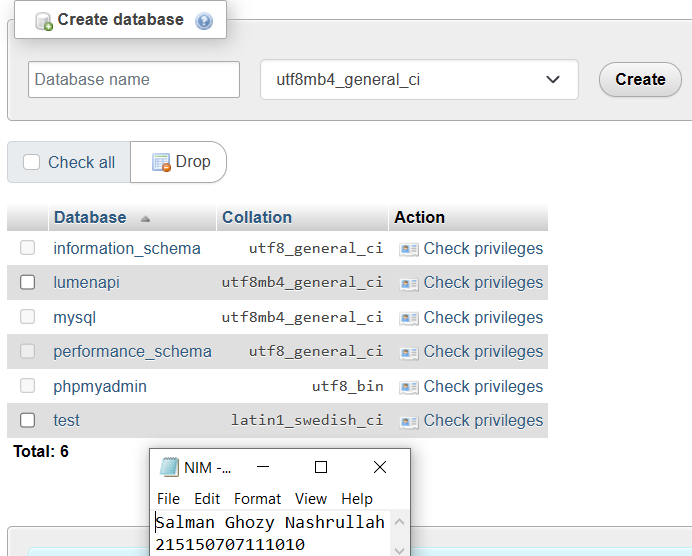 Create database
Database name
utf8mb4_general_ci
Create
Check all
Drop
Database Collation Action
information_schema utf8_general_ci Check privileges
lumenapi utf8mb4_general_ci Check privileges
mysql utf8mb4_general_ci Check privileges
performance_schema utf8_general_ci Check privileges
phpmyadmin utf8_bin Check privileges
test latin1_swedish_ci Check privileges
Total: 6
NIM -...
File Edit Format View Help
Salman Ghozy Nashrullah
215150707111010